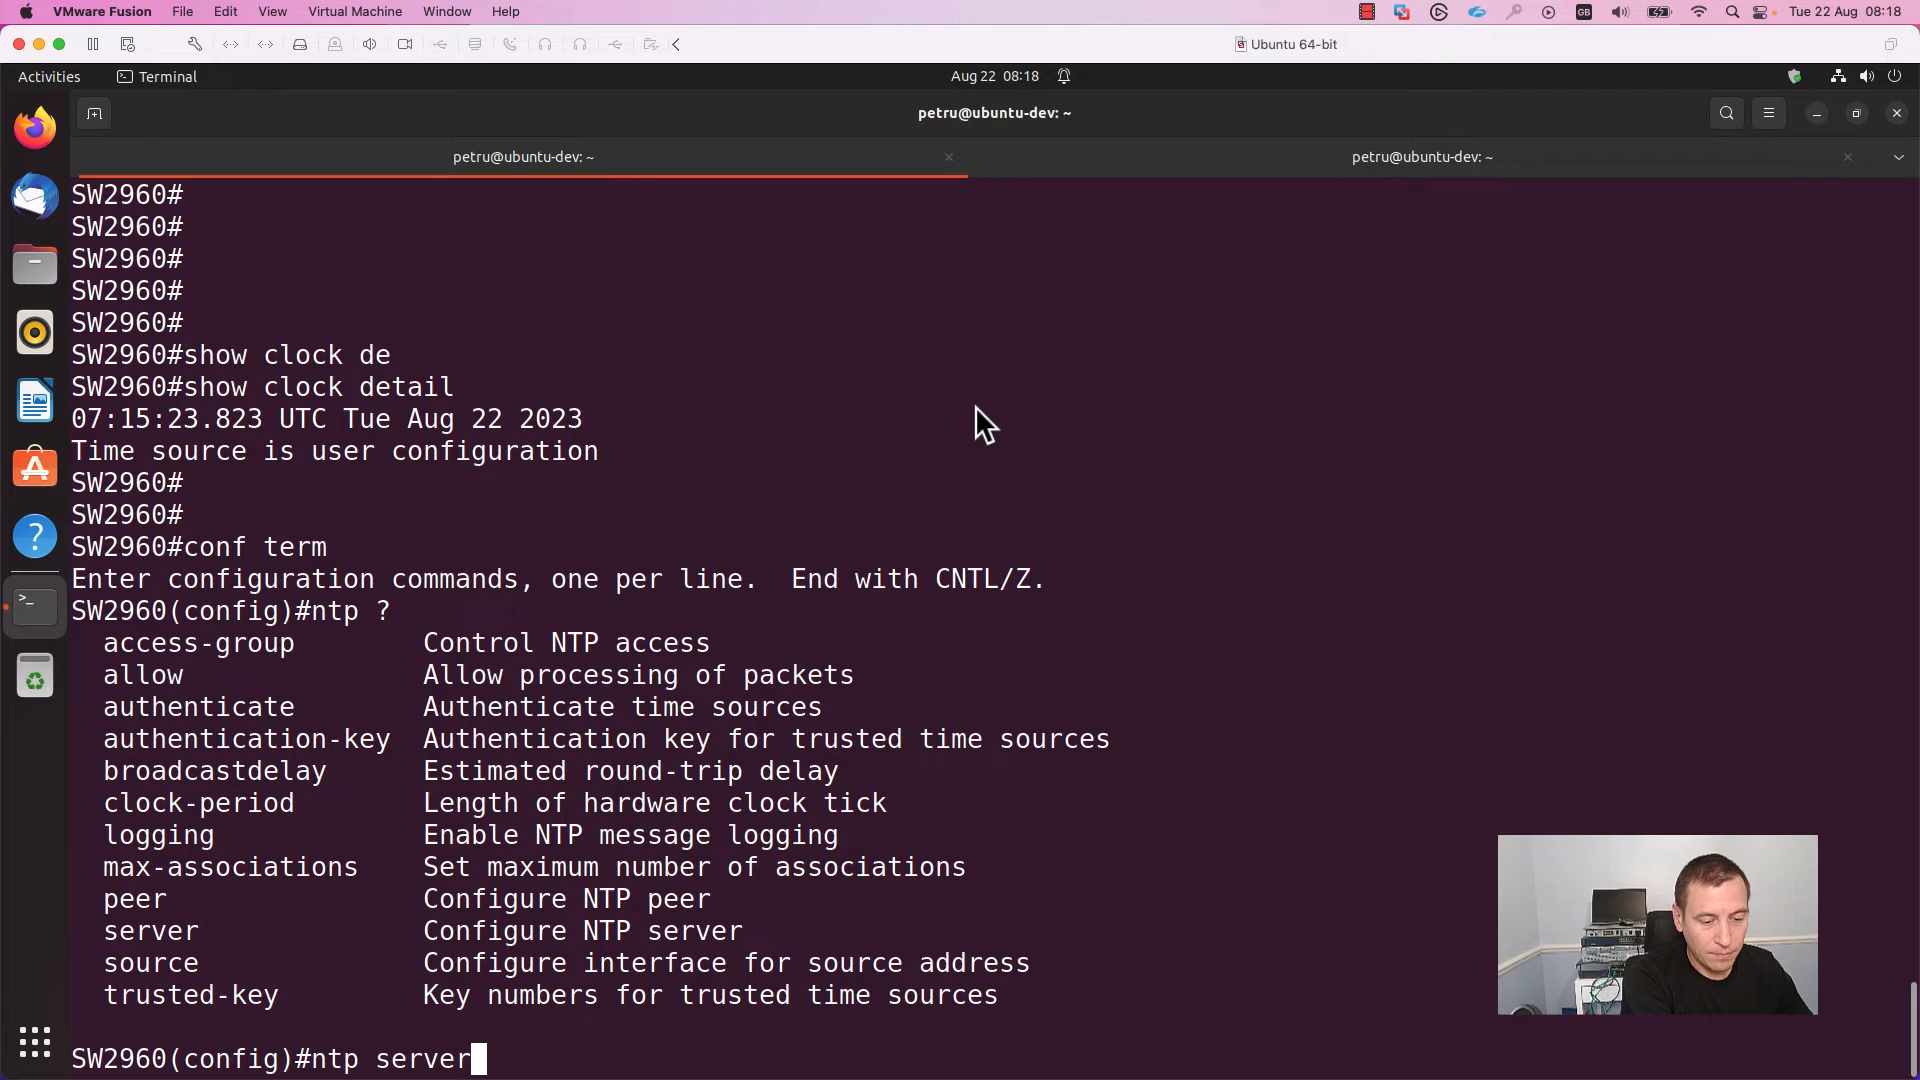 VMware Fusion File Edit View Virtual Machine Window Help GB Tue 22 Aug 08:18
Ubuntu 64-bit
Activities Terminal Aug 22 08:18
petru@ubuntu-dev: ~
petru@ubuntu-dev: ~ petru@ubuntu-dev: ~
SW2960#
SW2960#
SW2960#
SW2960#
SW2960#
SW2960#show clock de
SW2960#show clock detail
07:15:23.823 UTC Tue Aug 22 2023
Time source is user configuration
SW2960#
SW2960#
SW2960#conf term
Enter configuration commands, one per line.  End with CNTL/Z.
SW2960(config)#ntp ?
  access-group        Control NTP access
  allow               Allow processing of packets
  authenticate        Authenticate time sources
  authentication-key  Authentication key for trusted time sources
  broadcastdelay      Estimated round-trip delay
  clock-period        Length of hardware clock tick
  logging             Enable NTP message logging
  max-associations    Set maximum number of associations
  peer                Configure NTP peer
  server              Configure NTP server
  source              Configure interface for source address
  trusted-key         Key numbers for trusted time sources
SW2960(config)#ntp server